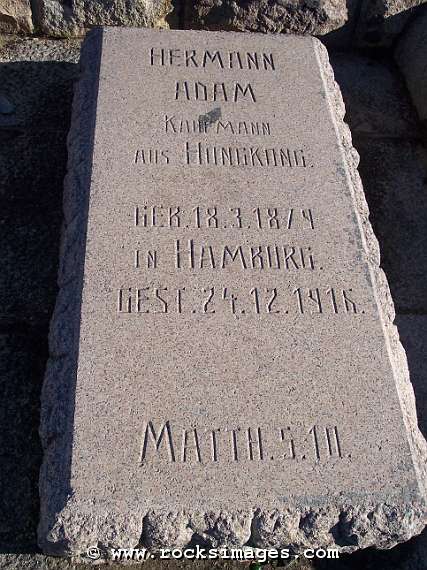 HERMANN
ADAM
KAUFMANN
AUS HONGKONG.
GEB. 18. 3. 1874
IN HAMBURG.
GEST. 24. 12. 1916.
MATTH. 5. 10.
© www.rocksimages.com